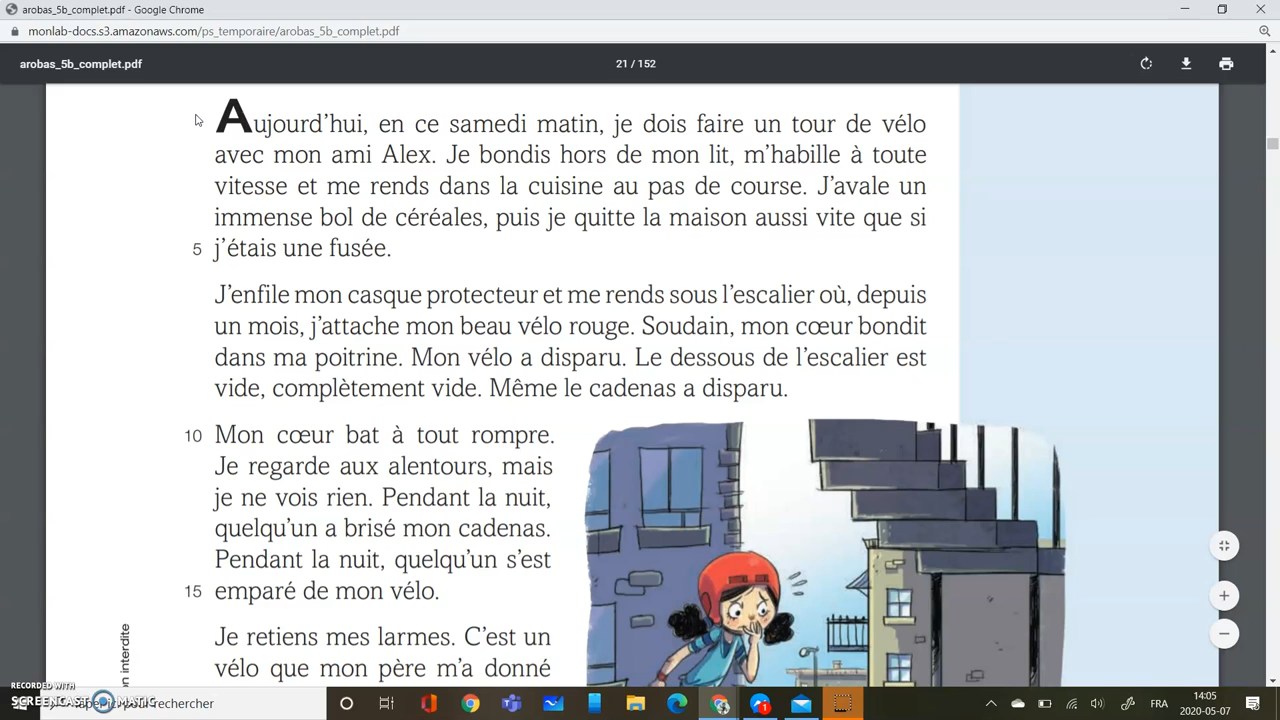 arobas_5b_complet.pdf - Google Chrome
monlab-docs.s3.amazonaws.com/ps_temporaire/arobas_5b_complet.pdf
arobas_5b_complet.pdf
21 / 152
Aujourd'hui, en ce samedi matin, je dois faire un tour de vélo
avec mon ami Alex. Je bondis hors de mon lit, m'habille à toute
vitesse et me rends dans la cuisine au pas de course. J'avale un
immense bol de céréales, puis je quitte la maison aussi vite que si
5 j'étais une fusée.
J'enfile mon casque protecteur et me rends sous l'escalier où, depuis
un mois, j'attache mon beau vélo rouge. Soudain, mon cœur bondit
dans ma poitrine. Mon vélo a disparu. Le dessous de l'escalier est
vide, complètement vide. Même le cadenas a disparu.
10 Mon cœur bat à tout rompre.
Je regarde aux alentours, mais
je ne vois rien. Pendant la nuit,
quelqu'un a brisé mon cadenas.
Pendant la nuit, quelqu'un s'est
15 emparé de mon vélo.
Je retiens mes larmes. C'est un
vélo que mon père m'a donné
n interdite
RECORDED WITH
SCREENCAST MATIC
pour rechercher
1
FRA
14:05
2020-05-07